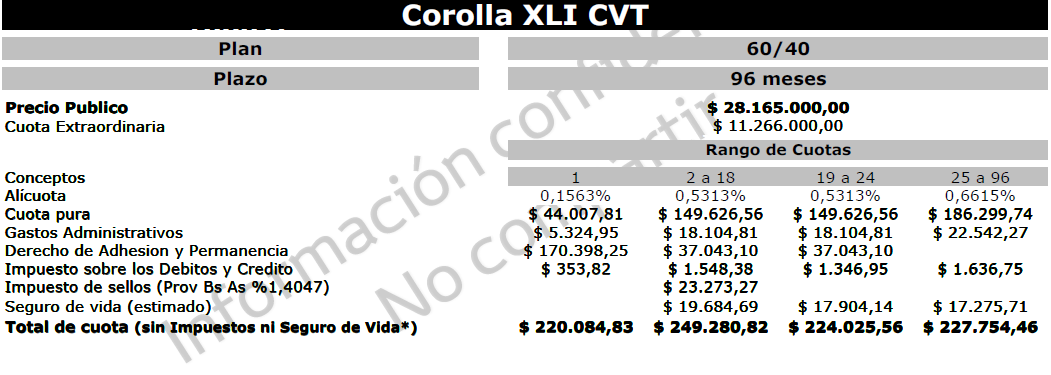 Corolla XLI CVT
Plan 60/40
Plazo 96 meses
Precio Publico $ 28.165.000,00
Cuota Extraordinaria $ 11.266.000,00
Rango de Cuotas
Conceptos 1 2 a 18 19 a 24 25 a 96
Alícuota 0,1563% 0,5313% 0,5313% 0,6615%
Cuota pura $ 44.007,81 $ 149.626,56 $ 149.626,56 $ 186.299,74
Gastos Administrativos $ 5.324,95 $ 18.104,81 $ 18.104,81 $ 22.542,27
Derecho de Adhesion y Permanencia $ 170.398,25 $ 37.043,10 $ 37.043,10
Impuesto sobre los Debitos y Credito $ 353,82 $ 1.548,38 $ 1.346,95 $ 1.636,75
Impuesto de sellos (Prov Bs As %1,4047) $ 23.273,27
Seguro de vida (estimado) $ 19.684,69 $ 17.904,14 $ 17.275,71
Total de cuota (sin Impuestos ni Seguro de Vida*) $ 220.084,83 $ 249.280,82 $ 224.025,56 $ 227.754,46
Información confide
No compartir